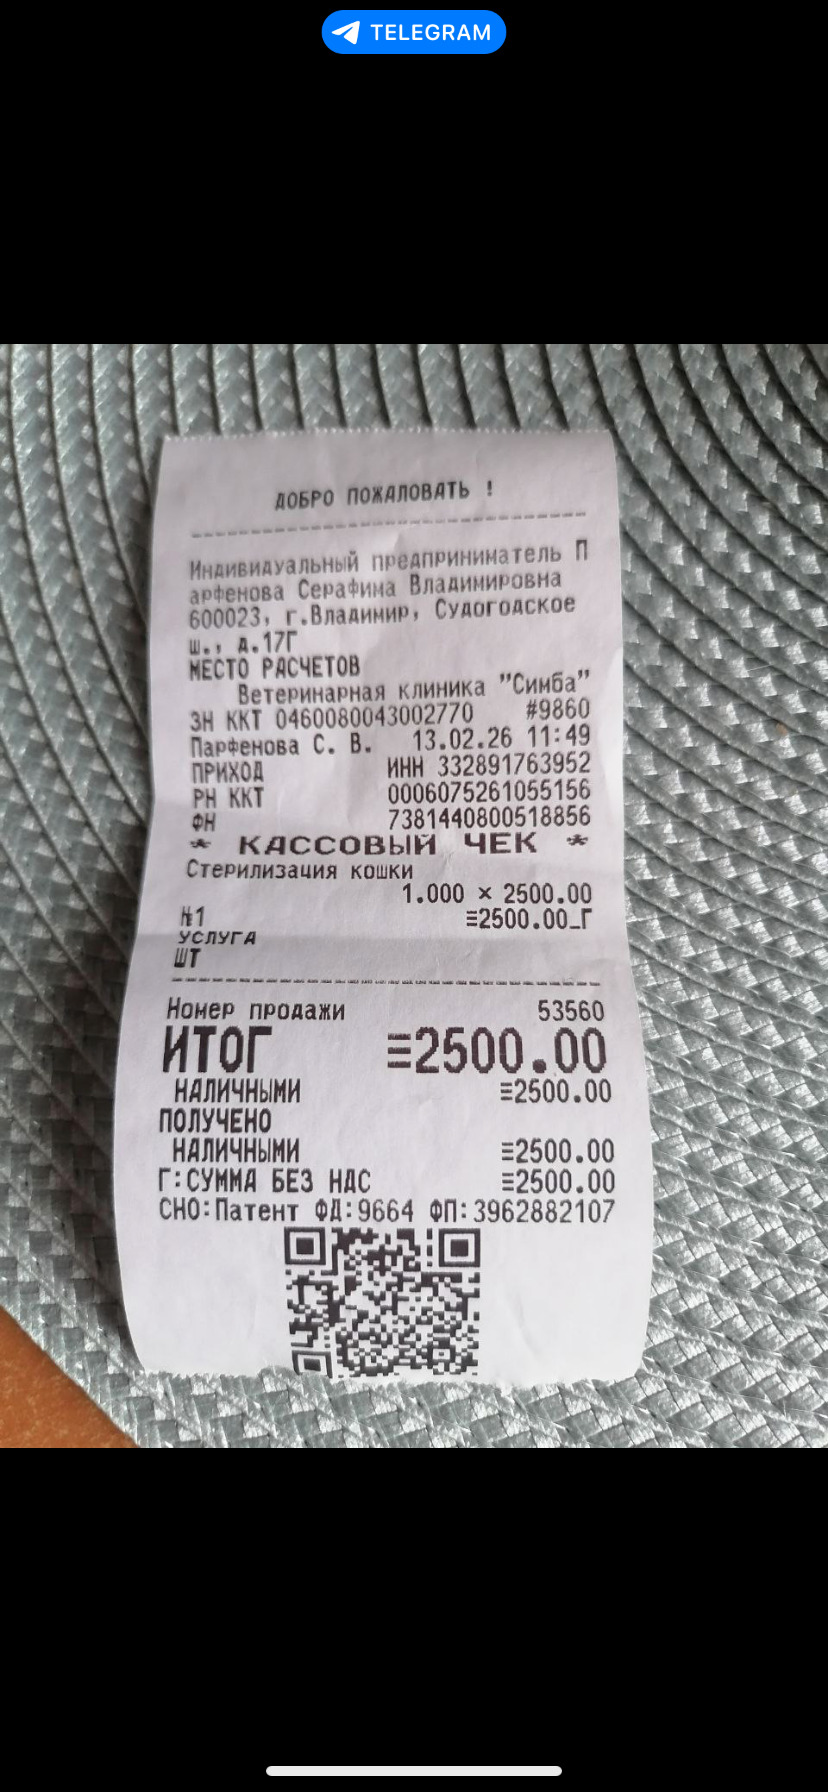 TELEGRAM
ДОБРО ПОЖАЛОВАТЬ !
Индивидуальный предприниматель П
арфенова Серафима Владимировна
600023, г.Владимир, Судогодское
ш., д.17Г
МЕСТО РАСЧЕТОВ
Ветеринарная клиника "Симба"
ЗН ККТ 0460080043002770 #9860
Парфенова С. В. 13.02.26 11:49
ПРИХОД ИНН 332891763952
РН ККТ 0006075261055156
ФН 7381440800518856
* КАССОВЫЙ ЧЕК *
Стерилизация кошки
1.000 × 2500.00
№1 ≡2500.00_Г
УСЛУГА
ШТ
Номер продажи 53560
ИТОГ ≡2500.00
НАЛИЧНЫМИ ≡2500.00
ПОЛУЧЕНО
НАЛИЧНЫМИ ≡2500.00
Г:СУММА БЕЗ НДС ≡2500.00
СНО:Патент ФД:9664 ФП:3962882107